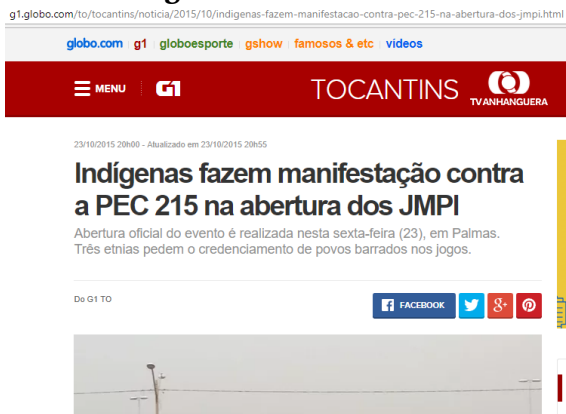 g1.globo.com/to/tocantins/noticia/2015/10/indigenas-fazem-manifestacao-contra-pec-215-na-abertura-dos-jmpi.html
globo.com g1 globoesporte gshow famosos & etc vídeos
MENU G1 TOCANTINS TV ANHANGUERA
23/10/2015 20h00 - Atualizado em 23/10/2015 20h55
Indígenas fazem manifestação contra
a PEC 215 na abertura dos JMPI
Abertura oficial do evento é realizada nesta sexta-feira (23), em Palmas.
Três etnias pedem o credenciamento de povos barrados nos jogos.
Do G1 TO
FACEBOOK